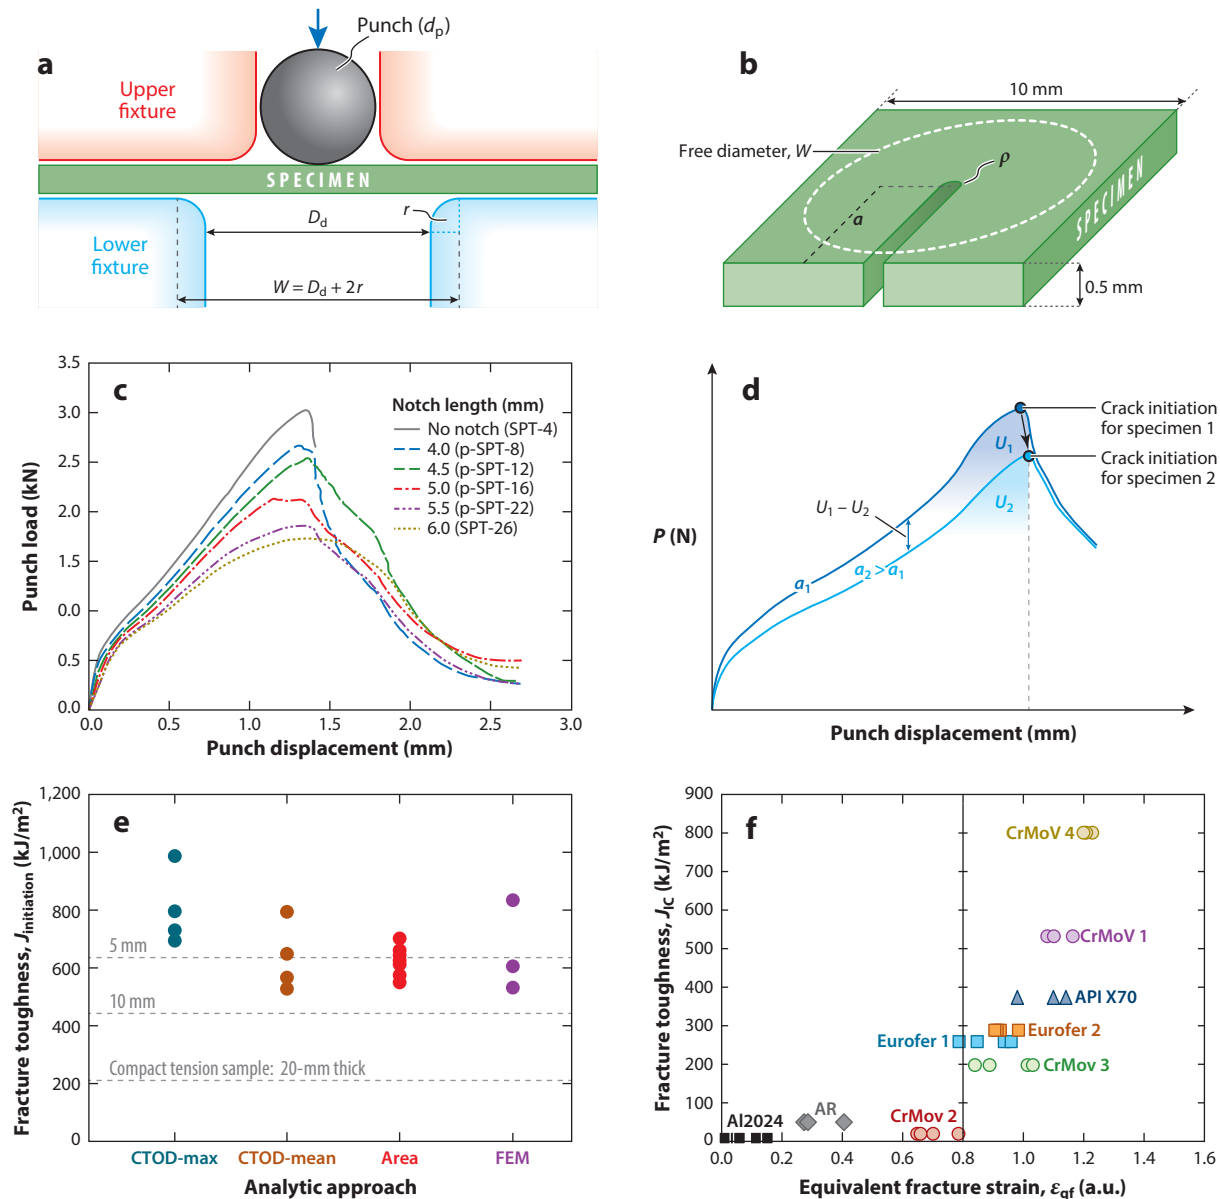 a
Punch (dp)
Upper
fixture
SPECIMEN
Dd
r
Lower
fixture
W = Dd + 2r
b
10 mm
Free diameter, W
ρ
a
SPECIMEN
0.5 mm
c
Punch load (kN)
3.5
3.0
2.5
2.0
1.5
0.0
0.5
0.0
0.0
0.5
1.0
1.5
2.0
2.5
3.0
Punch displacement (mm)
Notch length (mm)
No notch (SPT-4)
4.0 (p-SPT-8)
4.5 (p-SPT-12)
5.0 (p-SPT-16)
5.5 (p-SPT-22)
6.0 (SPT-26)
d
P (N)
Crack initiation
for specimen 1
Crack initiation
for specimen 2
U1
U2
U1 – U2
a1
a2 > a1
Punch displacement (mm)
e
Fracture toughness, Jinitiation (kJ/m²)
1,200
1,000
800
600
400
200
0
5 mm
10 mm
Compact tension sample: 20-mm thick
CTOD-max
CTOD-mean
Area
FEM
Analytic approach
f
Fracture toughness, JIC (kJ/m²)
900
800
700
600
500
400
300
200
100
0
CrMoV 4
CrMoV 1
API X70
Eurofer 2
Eurofer 1
CrMov 3
AR
CrMov 2
Al2024
0.0
0.2
0.4
0.6
0.8
1.0
1.2
1.4
1.6
Equivalent fracture strain, εqf (a.u.)